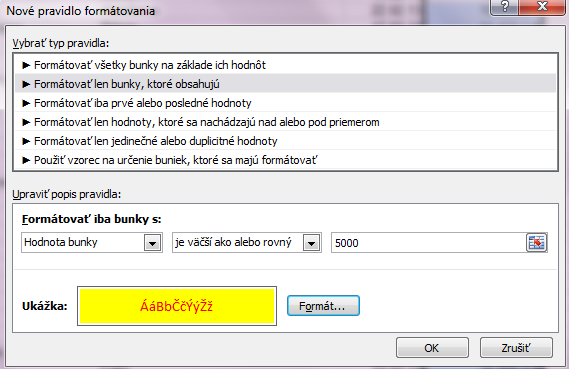 Nové pravidlo formátovania
Vybrať typ pravidla:
► Formátovať všetky bunky na základe ich hodnôt
► Formátovať len bunky, ktoré obsahujú
► Formátovať iba prvé alebo posledné hodnoty
► Formátovať len hodnoty, ktoré sa nachádzajú nad alebo pod priemerom
► Formátovať len jedinečné alebo duplicitné hodnoty
► Použiť vzorec na určenie buniek, ktoré sa majú formátovať
Upraviť popis pravidla:
Formátovať iba bunky s:
Hodnota bunky je väčší ako alebo rovný 5000
Ukážka: ÁáBbČčÝýŽž Formát...
OK Zrušiť